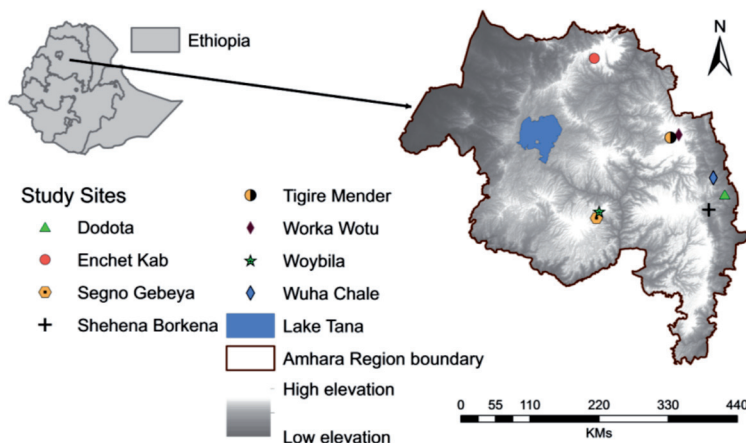 Ethiopia
N
Study Sites
Dodota
Enchet Kab
Segno Gebeya
Shehena Borkena
Tigire Mender
Worka Wotu
Woybila
Wuha Chale
Lake Tana
Amhara Region boundary
High elevation
Low elevation
0 55 110 220 330 440
KMs